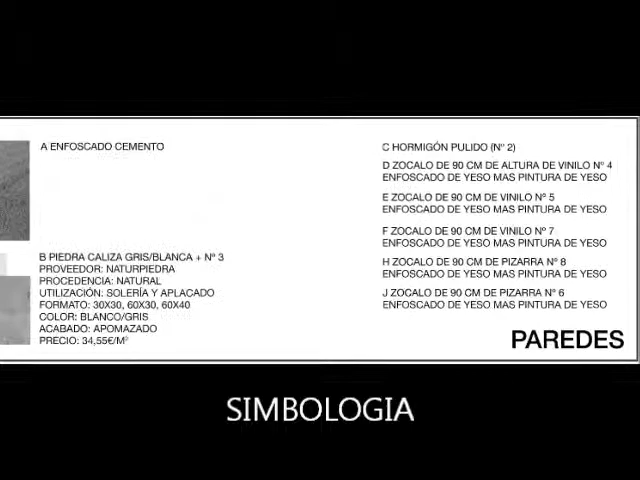 A ENFOSCADO CEMENTO
B PIEDRA CALIZA GRIS/BLANCA + Nº 3
PROVEEDOR: NATURPIEDRA
PROCEDENCIA: NATURAL
UTILIZACIÓN: SOLERÍA Y APLACADO
FORMATO: 30X30, 60X30, 60X40
COLOR: BLANCO/GRIS
ACABADO: APOMAZADO
PRECIO: 34,55€/M²
C HORMIGÓN PULIDO (Nº 2)
D ZOCALO DE 90 CM DE ALTURA DE VINILO Nº 4
ENFOSCADO DE YESO MAS PINTURA DE YESO
E ZOCALO DE 90 CM DE VINILO Nº 5
ENFOSCADO DE YESO MAS PINTURA DE YESO
F ZOCALO DE 90 CM DE VINILO Nº 7
ENFOSCADO DE YESO MAS PINTURA DE YESO
H ZOCALO DE 90 CM DE PIZARRA Nº 8
ENFOSCADO DE YESO MAS PINTURA DE YESO
J ZOCALO DE 90 CM DE PIZARRA Nº 6
ENFOSCADO DE YESO MAS PINTURA DE YESO
PAREDES
SIMBOLOGIA